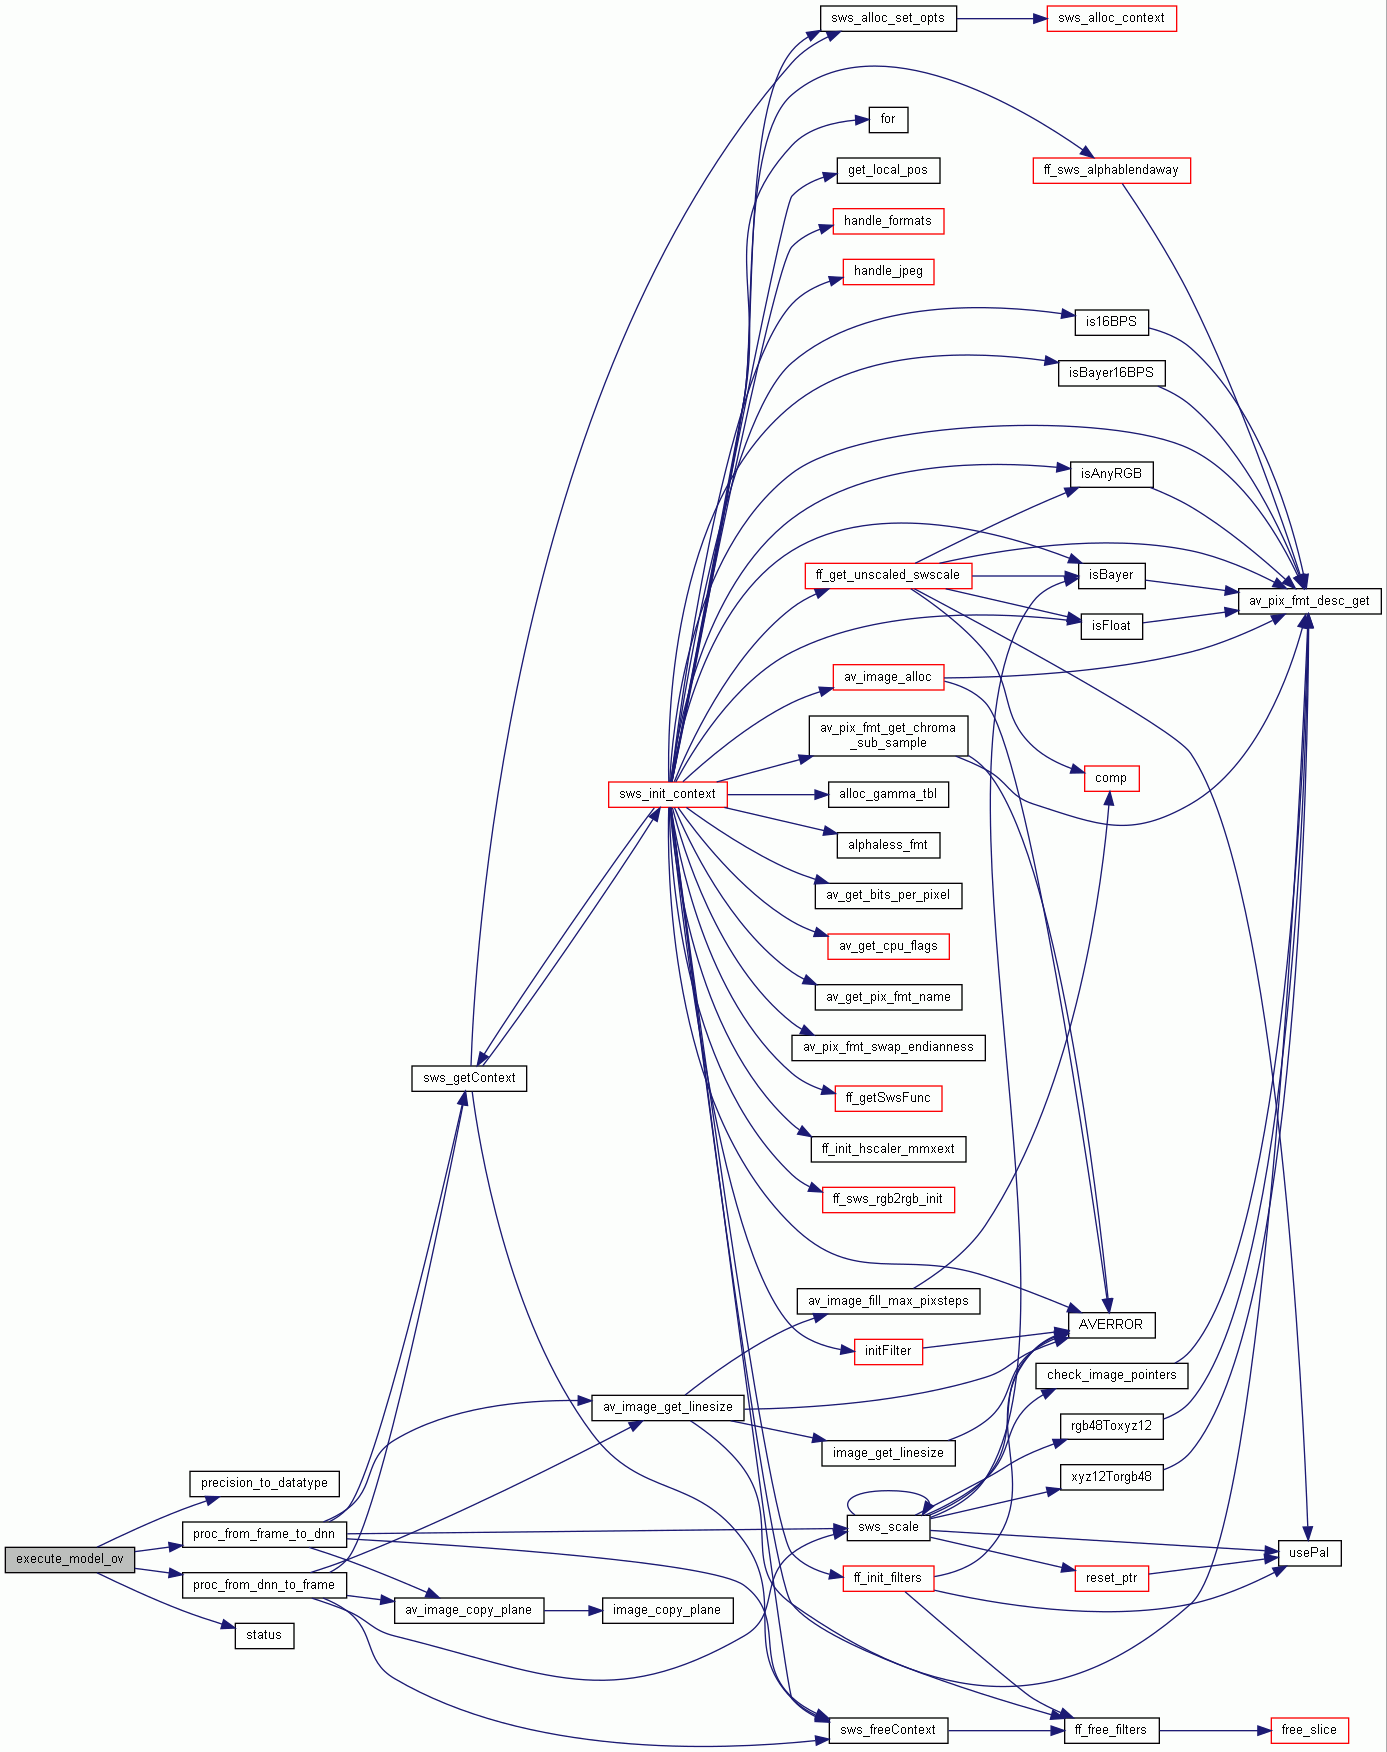 sws_alloc_set_opts
sws_alloc_context
for
get_local_pos
ff_sws_alphablendaway
handle_formats
handle_jpeg
is16BPS
isBayer16BPS
isAnyRGB
ff_get_unscaled_swscale
isBayer
av_pix_fmt_desc_get
isFloat
av_image_alloc
av_pix_fmt_get_chroma
_sub_sample
comp
sws_init_context
alloc_gamma_tbl
alphaless_fmt
av_get_bits_per_pixel
av_get_cpu_flags
av_get_pix_fmt_name
av_pix_fmt_swap_endianness
sws_getContext
ff_getSwsFunc
ff_init_hscaler_mmxext
ff_sws_rgb2rgb_init
av_image_fill_max_pixsteps
AVERROR
initFilter
check_image_pointers
av_image_get_linesize
rgb48Toxyz12
image_get_linesize
xyz12Torgb48
precision_to_datatype
proc_from_frame_to_dnn
sws_scale
usePal
execute_model_ov
ff_init_filters
reset_ptr
proc_from_dnn_to_frame
av_image_copy_plane
image_copy_plane
status
sws_freeContext
ff_free_filters
free_slice